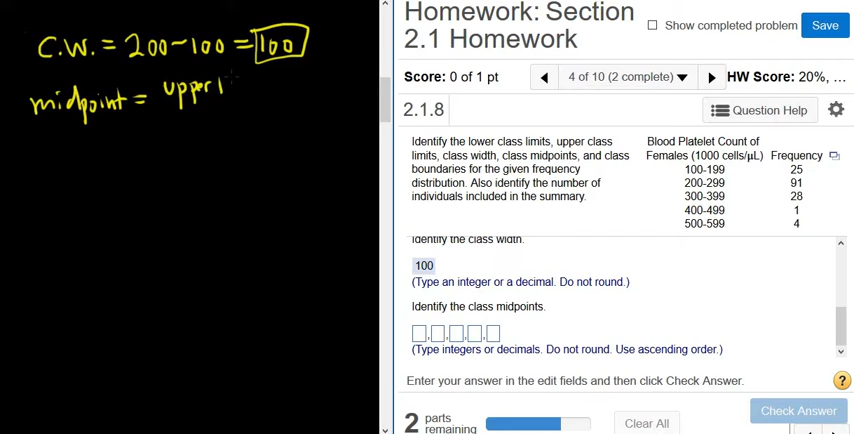 C.W. = 200 - 100 = 100
midpoint = upper l
Homework: Section
2.1 Homework
Show completed problem
Save
Score: 0 of 1 pt
4 of 10 (2 complete)
HW Score: 20%, ...
2.1.8
Question Help
Identify the lower class limits, upper class
limits, class width, class midpoints, and class
boundaries for the given frequency
distribution. Also identify the number of
individuals included in the summary.
Blood Platelet Count of
Females (1000 cells/µL) Frequency
100-199 25
200-299 91
300-399 28
400-499 1
500-599 4
Identify the class width.
100
(Type an integer or a decimal. Do not round.)
Identify the class midpoints.
, , , ,
(Type integers or decimals. Do not round. Use ascending order.)
Enter your answer in the edit fields and then click Check Answer.
?
2 parts
remaining
Clear All
Check Answer